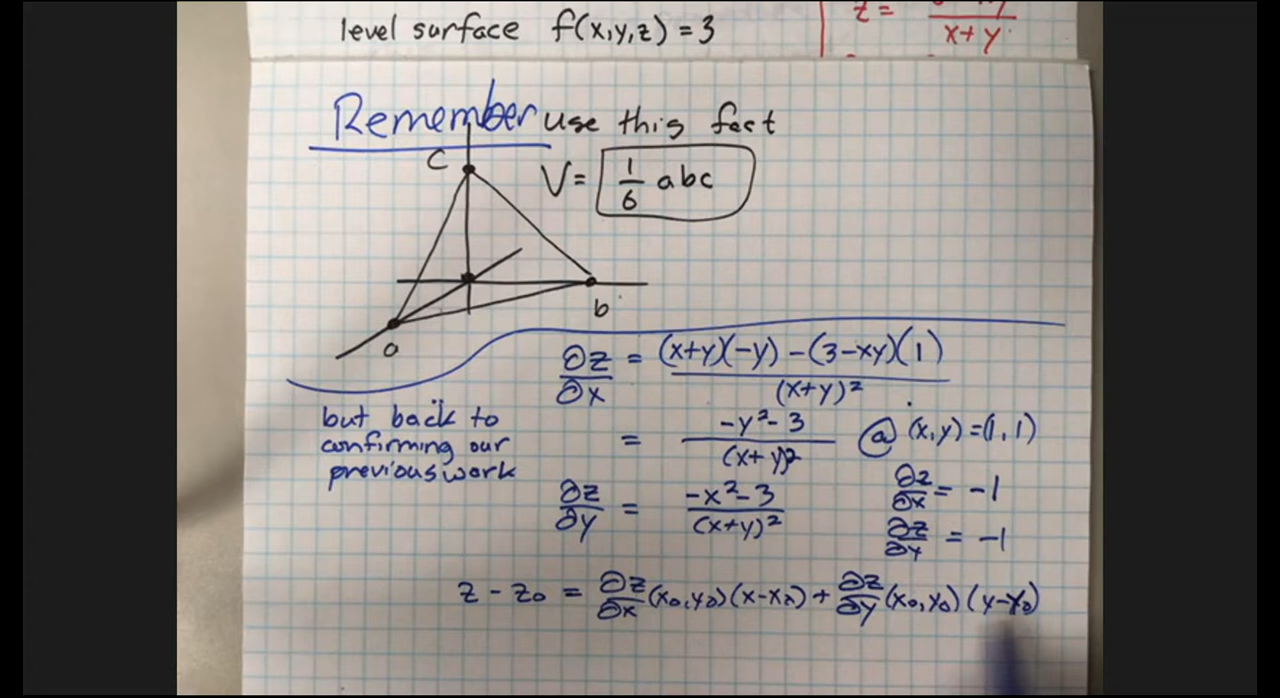 level surface f(x,y,z) = 3
z = x+y
Remember use this fact
c
V = 1/6 abc
b
a
∂z/∂x = (x+y)(-y) - (3-xy)(1) / (x+y)²
but back to
confirming our
previous work
= -y²-3 / (x+y)² @ (x,y) = (1,1)
∂z/∂x = -1
∂z/∂y = -x²-3 / (x+y)²
∂z/∂y = -1
z - z₀ = ∂z/∂x (x₀,y₀)(x-x₀) + ∂z/∂y (x₀,y₀)(y-y₀)